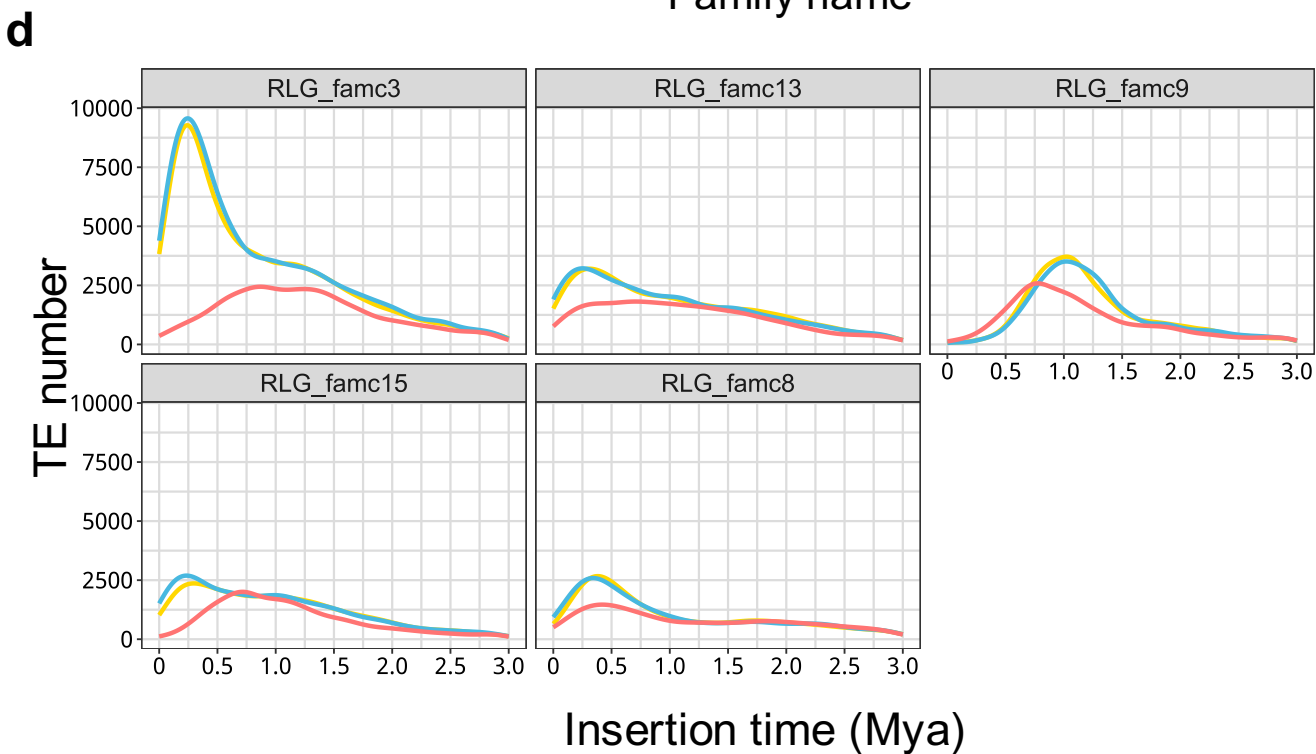 Family name
d
RLG_famc3 RLG_famc13 RLG_famc9
10000
7500
5000
2500
0
0 0.5 1.0 1.5 2.0 2.5 3.0
RLG_famc15 RLG_famc8
10000
7500
5000
2500
0
0 0.5 1.0 1.5 2.0 2.5 3.0 0 0.5 1.0 1.5 2.0 2.5 3.0
TE number
Insertion time (Mya)